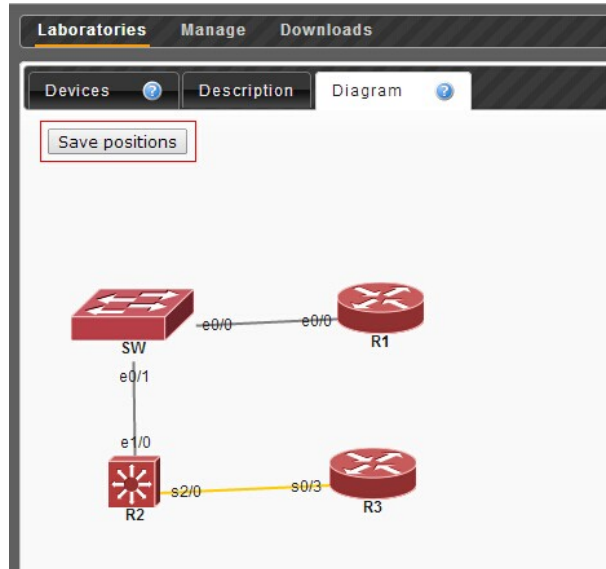 Laboratories Manage Downloads
Devices ? Description Diagram ?
Save positions
e0/0 e0/0
SW R1
e0/1
e1/0
s2/0 s0/3
R2 R3